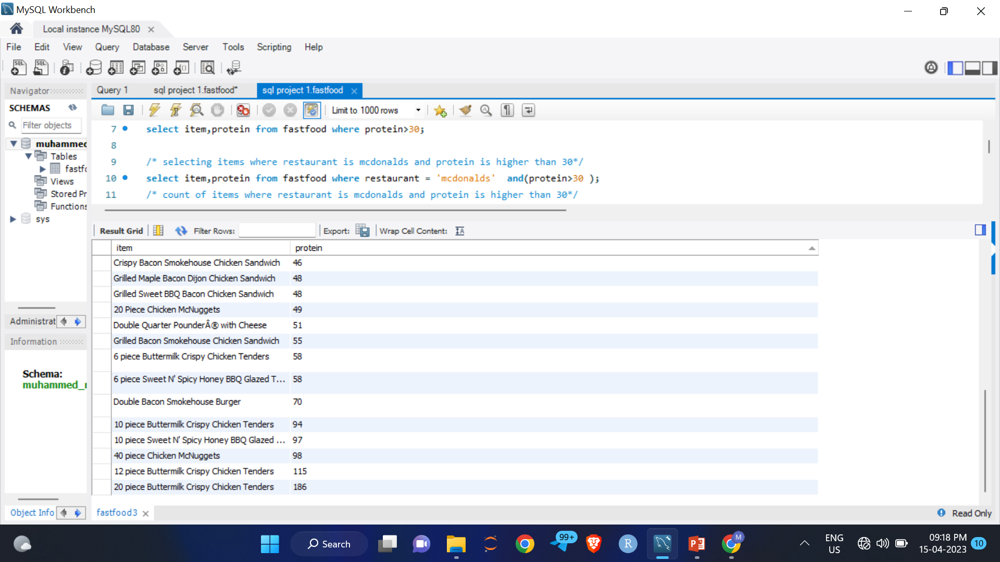 MySQL Workbench
Local instance MySQL80
File Edit View Query Database Server Tools Scripting Help
Navigator
Query 1 sql project 1.fastfood* sql project 1.fastfood
SCHEMAS
Limit to 1000 rows
Filter objects
muhammed
Tables
fastfo
Views
Stored Pr
Functions
sys
7 select item,protein from fastfood where protein>30;
8
9 /* selecting items where restaurant is mcdonalds and protein is higher than 30*/
10 select item,protein from fastfood where restaurant = 'mcdonalds' and(protein>30 );
11 /* count of items where restaurant is mcdonalds and protein is higher than 30*/
Result Grid Filter Rows: Export: Wrap Cell Content:
item protein
Crispy Bacon Smokehouse Chicken Sandwich 46
Grilled Maple Bacon Dijon Chicken Sandwich 48
Grilled Sweet BBQ Bacon Chicken Sandwich 48
20 Piece Chicken McNuggets 49
Double Quarter PounderÂ® with Cheese 51
Grilled Bacon Smokehouse Chicken Sandwich 55
6 piece Buttermilk Crispy Chicken Tenders 58
6 piece Sweet N' Spicy Honey BBQ Glazed T... 58
Double Bacon Smokehouse Burger 70
10 piece Buttermilk Crispy Chicken Tenders 94
10 piece Sweet N' Spicy Honey BBQ Glazed ... 97
40 piece Chicken McNuggets 98
12 piece Buttermilk Crispy Chicken Tenders 115
20 piece Buttermilk Crispy Chicken Tenders 186
Administrat
Information
Schema:
muhammed_
Object Info
fastfood 3
Read Only
Search
99+
R
M
ENG
US
09:18 PM
15-04-2023
10